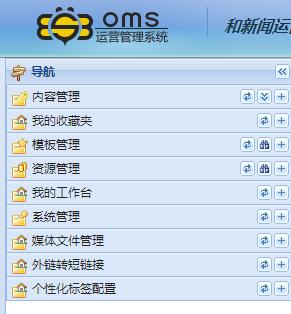 oms
运营管理系统
和新闻运
导航
内容管理
我的收藏夹
模板管理
资源管理
我的工作台
系统管理
媒体文件管理
外链转短链接
个性化标签配置